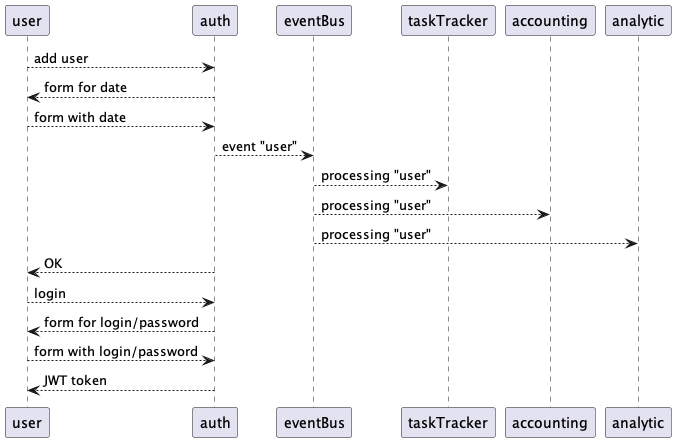 user auth eventBus taskTracker accounting analytic
add user
form for date
form with date
event "user"
processing "user"
processing "user"
processing "user"
OK
login
form for login/password
form with login/password
JWT token
user auth eventBus taskTracker accounting analytic